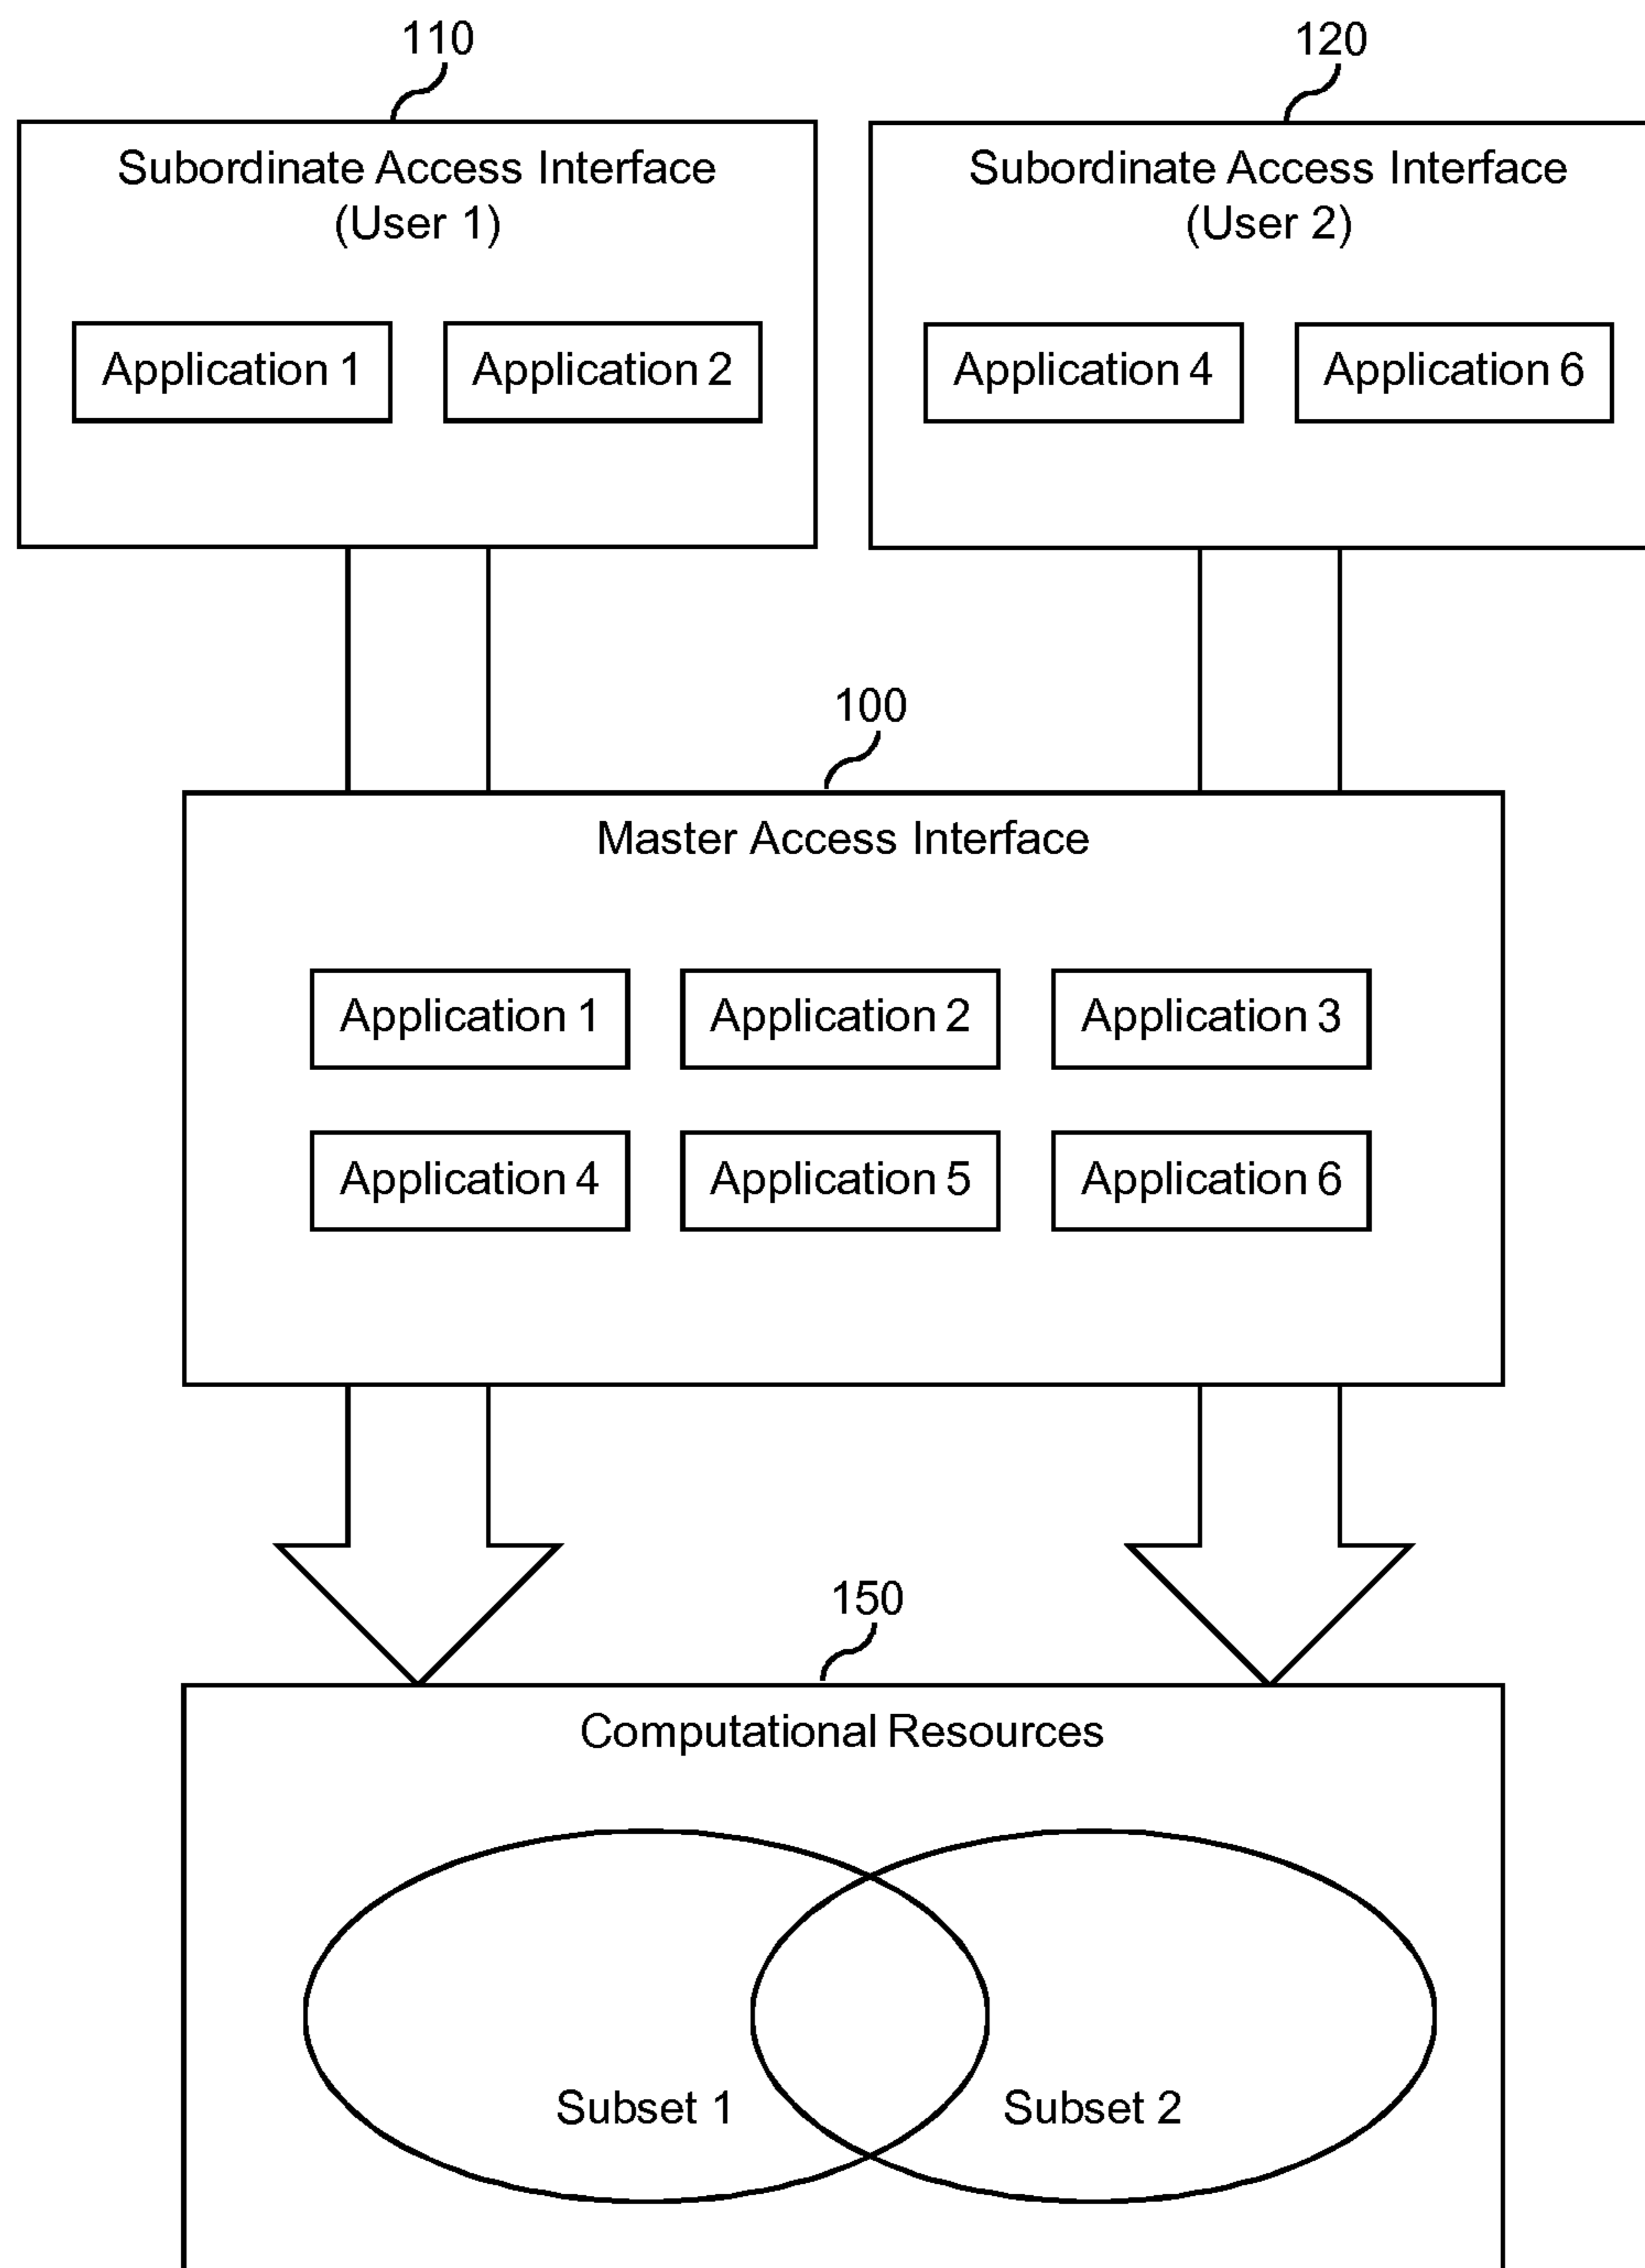 110
120
Subordinate Access Interface
(User 1)
Subordinate Access Interface
(User 2)
Application 1
Application 2
Application 4
Application 6
100
Master Access Interface
Application 1
Application 2
Application 3
Application 4
Application 5
Application 6
150
Computational Resources
Subset 1
Subset 2